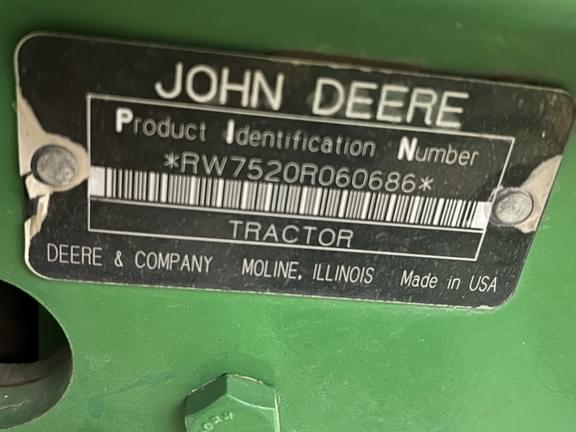 JOHN DEERE
Product Identification Number
*RW7520R060686*
TRACTOR
DEERE & COMPANY MOLINE, ILLINOIS Made in USA